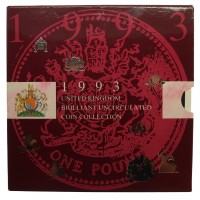 1993
1993
UNITED KINGDOM
BRILLIANT UNCIRCULATED
COIN COLLECTION
ONE POUND